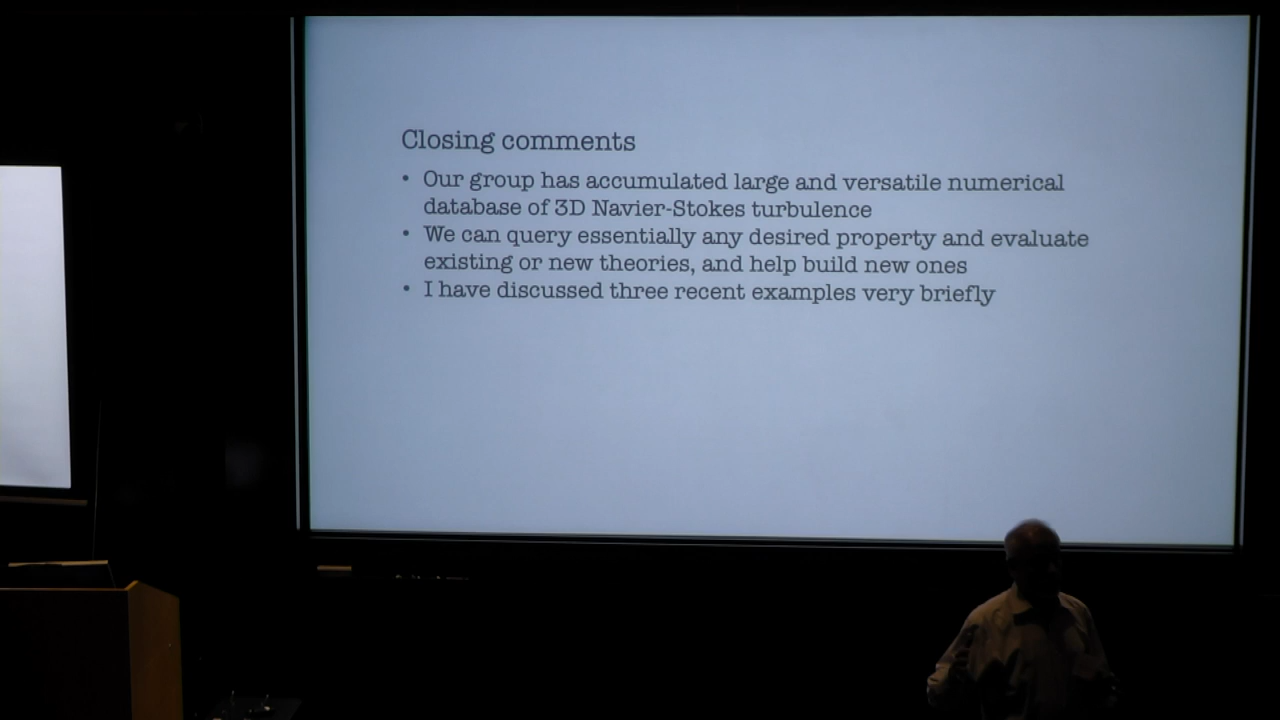 Closing comments
• Our group has accumulated large and versatile numerical
database of 3D Navier-Stokes turbulence
• We can query essentially any desired property and evaluate
existing or new theories, and help build new ones
• I have discussed three recent examples very briefly